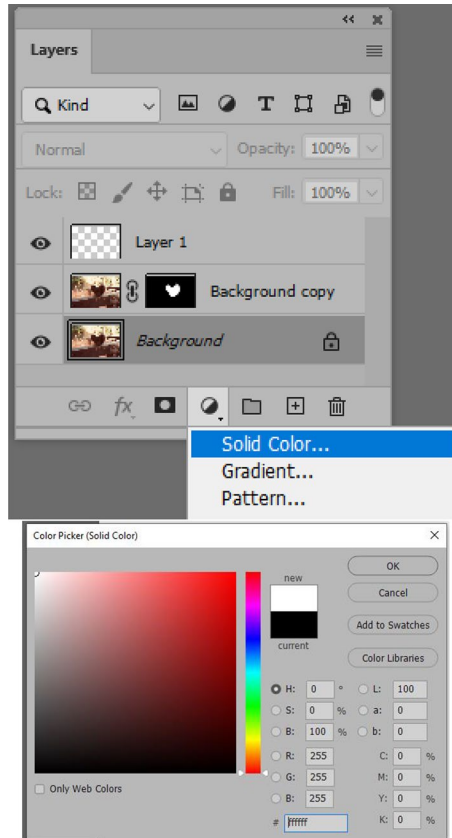 Layers
Kind
Normal Opacity: 100%
Lock: Fill: 100%
Layer 1
Background copy
Background
fx
Solid Color...
Gradient...
Pattern...
Color Picker (Solid Color)
new
current
OK
Cancel
Add to Swatches
Color Libraries
H: 0 ° L: 100
S: 0 % a: 0
B: 100 % b: 0
R: 255 C: 0 %
G: 255 M: 0 %
B: 255 Y: 0 %
# ffffff K: 0 %
Only Web Colors